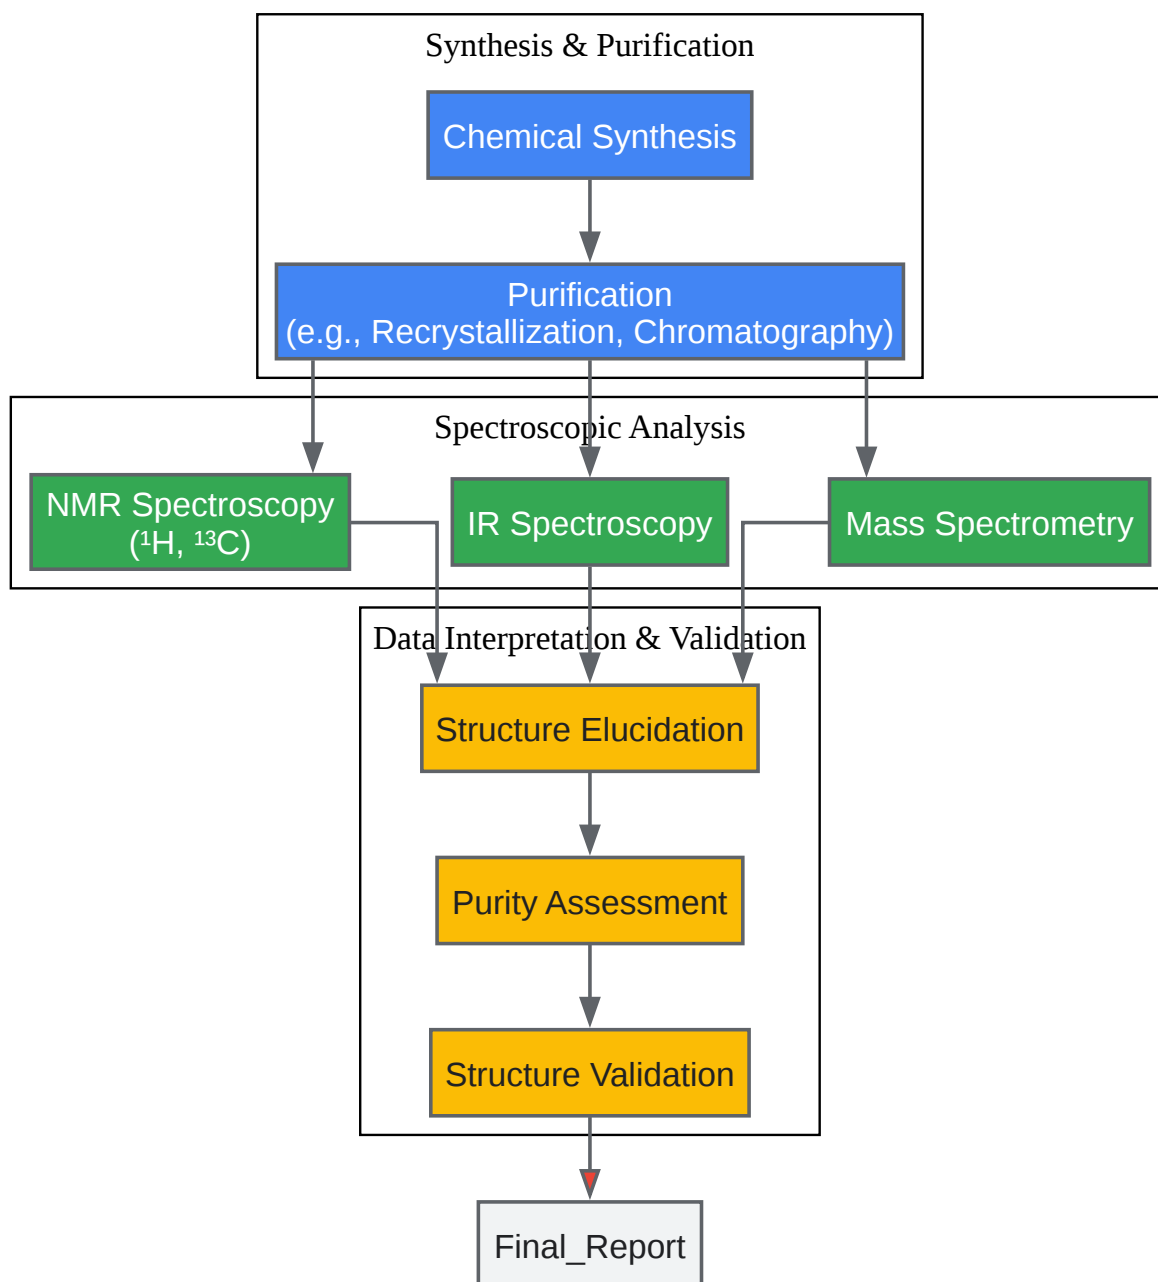 Synthesis & Purification
Chemical Synthesis
Purification
(e.g., Recrystallization, Chromatography)
Spectroscopic Analysis
NMR Spectroscopy
(¹H, ¹³C)
IR Spectroscopy
Mass Spectrometry
Data Interpretation & Validation
Structure Elucidation
Purity Assessment
Structure Validation
Final_Report